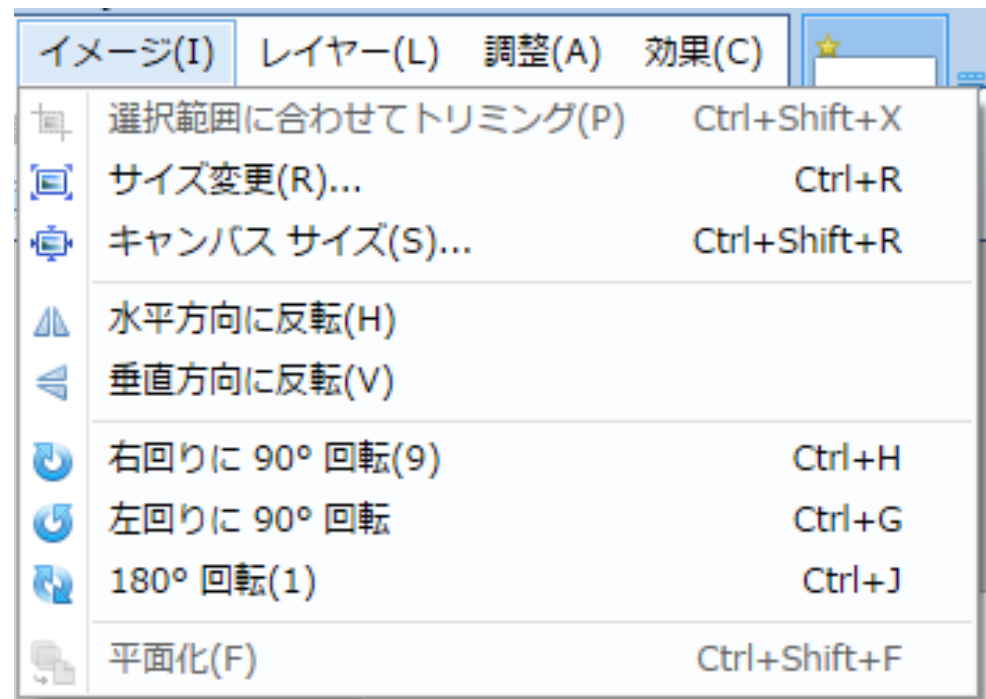 イメージ(I) レイヤー(L) 調整(A) 効果(C)
選択範囲に合わせてトリミング(P) Ctrl+Shift+X
サイズ変更(R)... Ctrl+R
キャンバス サイズ(S)... Ctrl+Shift+R
水平方向に反転(H)
垂直方向に反転(V)
右回りに 90° 回転(9) Ctrl+H
左回りに 90° 回転 Ctrl+G
180° 回転(1) Ctrl+J
平面化(F) Ctrl+Shift+F